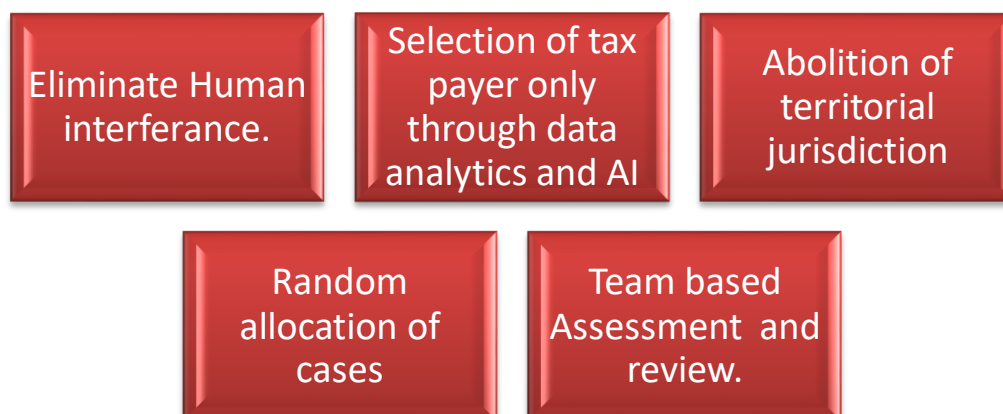 Eliminate Human
interferance.
Selection of tax
payer only
through data
analytics and AI
Abolition of
territorial
jurisdiction
Random
allocation of
cases
Team based
Assessment and
review.